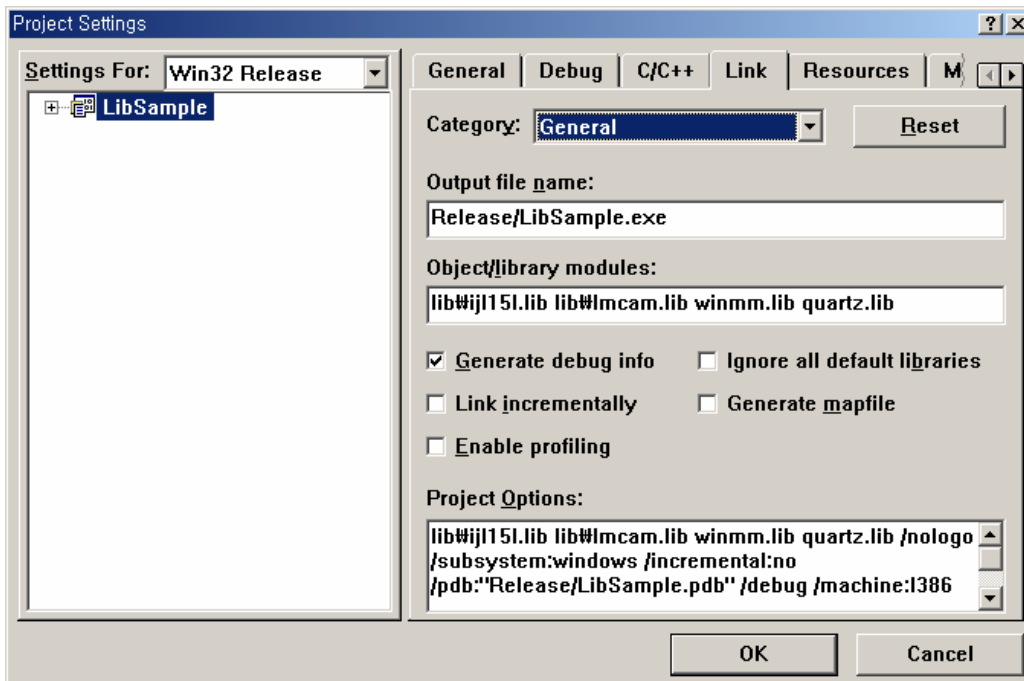 Project Settings
Settings For: Win32 Release
LibSample
General Debug C/C++ Link Resources M
Category: General Reset
Output file name:
Release/LibSample.exe
Object/library modules:
lib₩ijl15l.lib lib₩lmcam.lib winmm.lib quartz.lib
Generate debug info Ignore all default libraries
Link incrementally Generate mapfile
Enable profiling
Project Options:
lib₩ijl15l.lib lib₩lmcam.lib winmm.lib quartz.lib /nologo
/subsystem:windows /incremental:no
/pdb:"Release/LibSample.pdb" /debug /machine:I386
OK Cancel